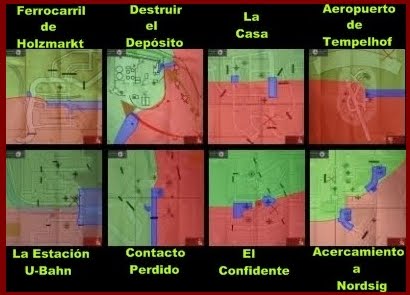 Ferrocarril
de
Holzmarkt
Destruir
el
Depósito
La
Casa
Aeropuerto
de
Tempelhof
La Estación
U-Bahn
Contacto
Perdido
El
Confidente
Acercamiento
a
Nordsig